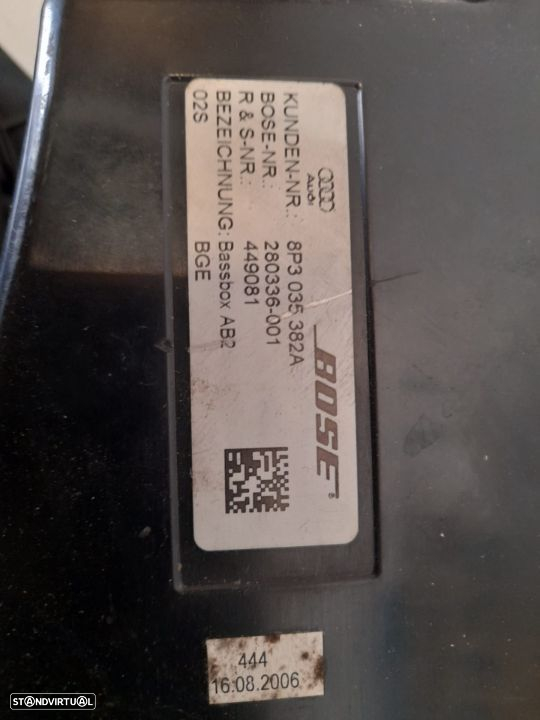 Audi
BOSE®
KUNDEN-NR.: 8P3 035 382A
BOSE-NR.: 280336-001
R & S-NR.: 449081
BEZEICHNUNG: Bassbox AB2
02S BGE
444
16.08.2006
STANDVIRTUAL